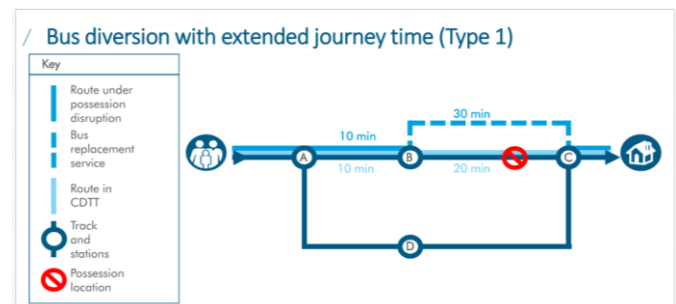 / Bus diversion with extended journey time (Type 1)
Key
Route under
possession
disruption
Bus
replacement
service
Route in
CDTT
Track
and
stations
Possession
location
30 min
10 min
A
B
C
10 min
20 min
D